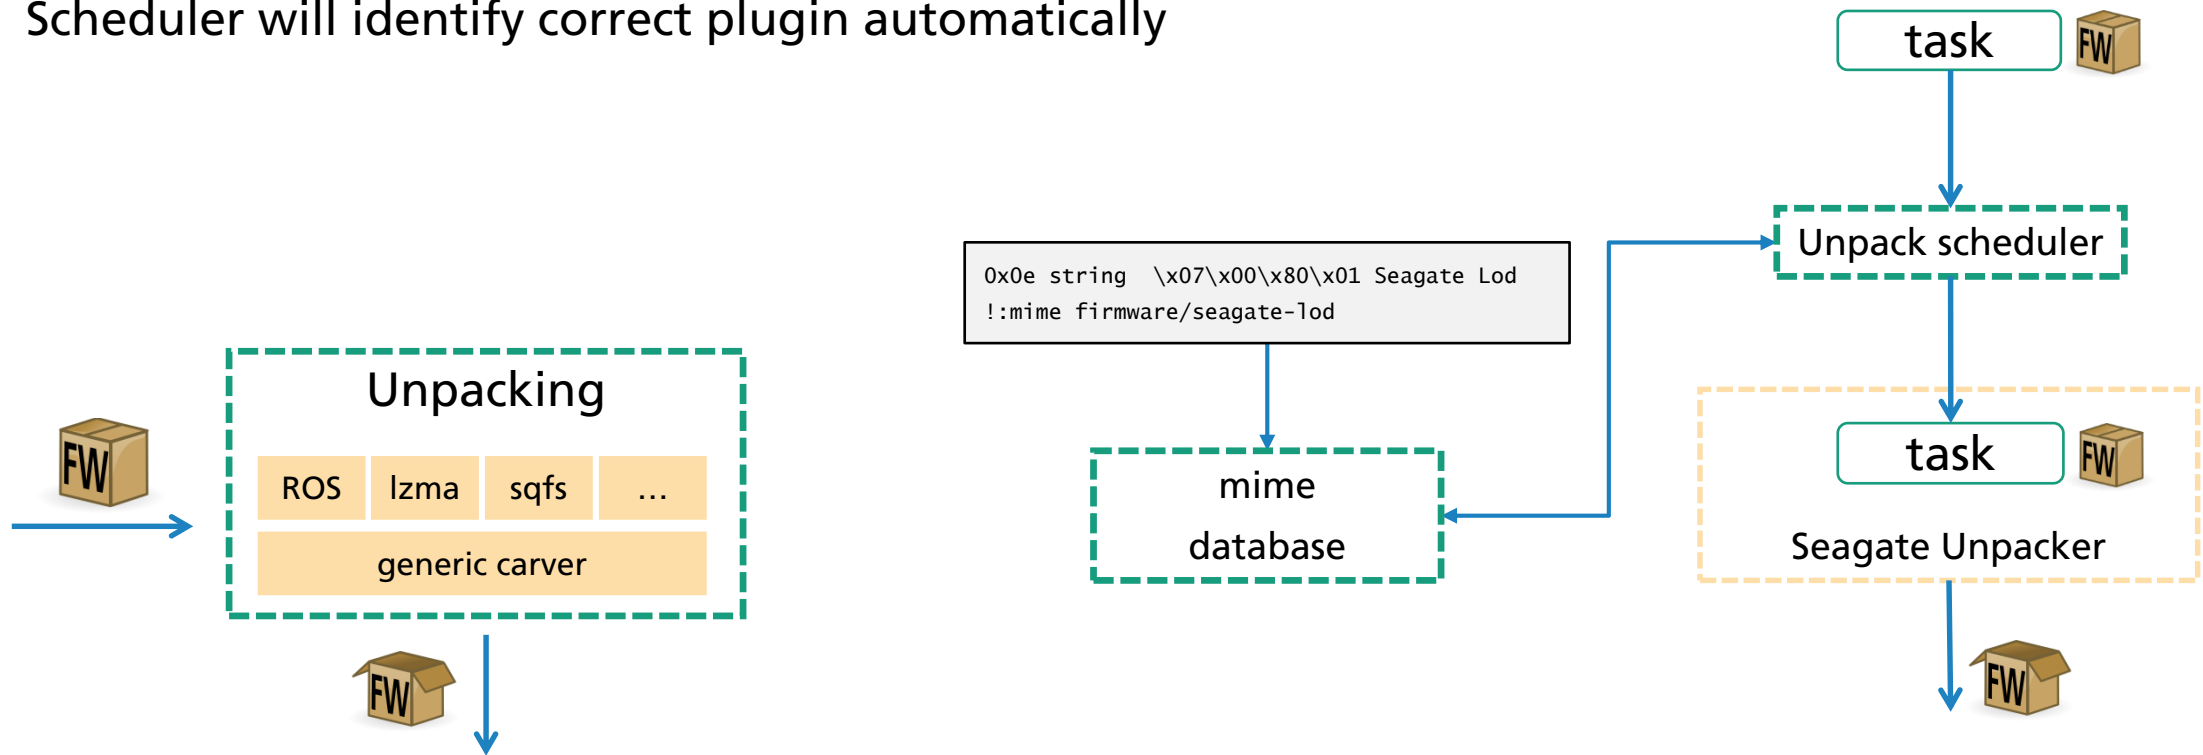 Scheduler will identify correct plugin automatically
task
FW
Unpack scheduler
0x0e string  \x07\x00\x80\x01 Seagate Lod
!:mime firmware/seagate-lod
Unpacking
FW
ROS lzma sqfs ...
generic carver
FW
mime
database
task
FW
Seagate Unpacker
FW